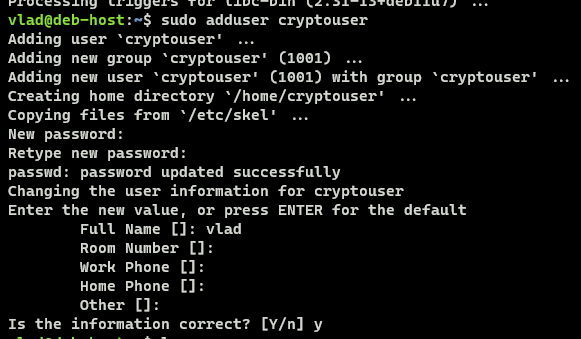 Processing triggers for libc-bin (2.31-13+deb11u7) ...
vlad@deb-host:~$ sudo adduser cryptouser
Adding user `cryptouser' ...
Adding new group `cryptouser' (1001) ...
Adding new user `cryptouser' (1001) with group `cryptouser' ...
Creating home directory `/home/cryptouser' ...
Copying files from `/etc/skel' ...
New password:
Retype new password:
passwd: password updated successfully
Changing the user information for cryptouser
Enter the new value, or press ENTER for the default
Full Name []: vlad
Room Number []:
Work Phone []:
Home Phone []:
Other []:
Is the information correct? [Y/n] y
vlad@deb-host:~$